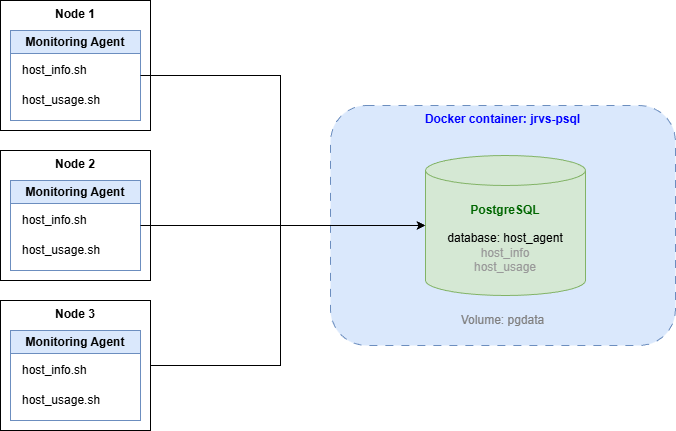 Node 1
Monitoring Agent
host_info.sh
host_usage.sh
Node 2
Monitoring Agent
host_info.sh
host_usage.sh
Node 3
Monitoring Agent
host_info.sh
host_usage.sh
Docker container: jrvs-psql
PostgreSQL
database: host_agent
host_info
host_usage
Volume: pgdata